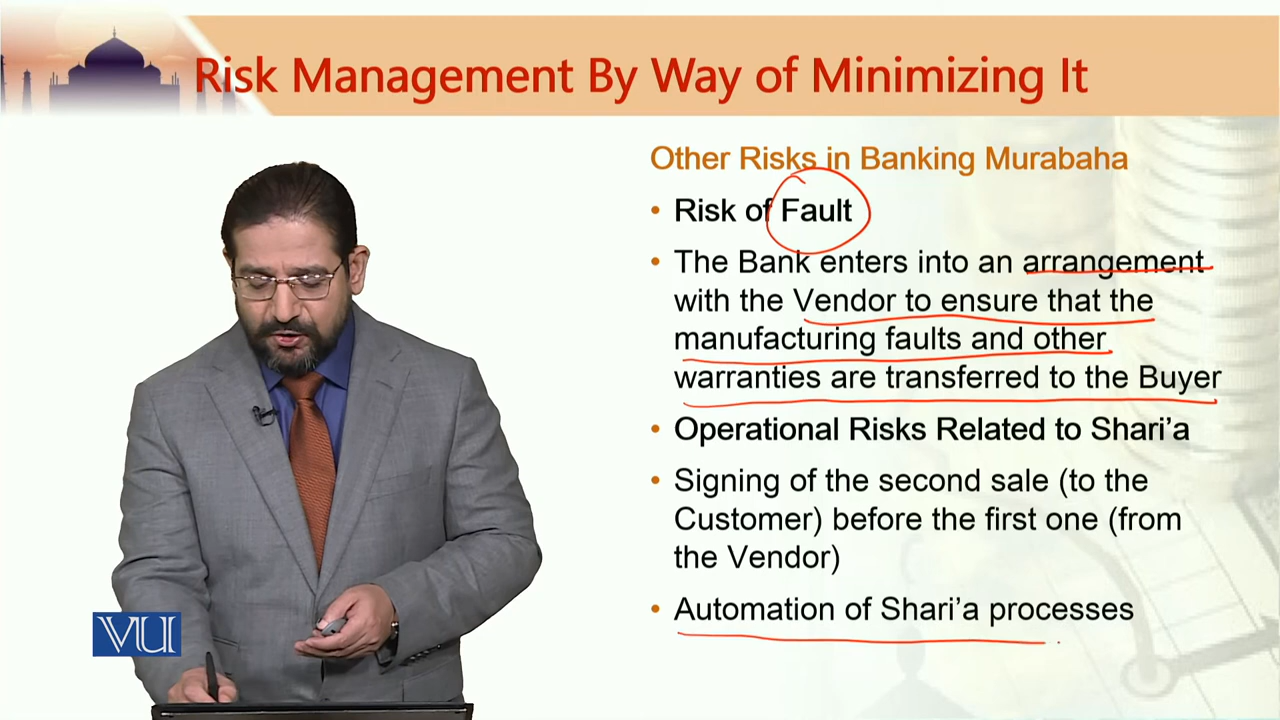 Risk Management By Way of Minimizing It
Other Risks in Banking Murabaha
• Risk of Fault
• The Bank enters into an arrangement
with the Vendor to ensure that the
manufacturing faults and other
warranties are transferred to the Buyer
• Operational Risks Related to Shari'a
• Signing of the second sale (to the
Customer) before the first one (from
the Vendor)
• Automation of Shari'a processes
VU